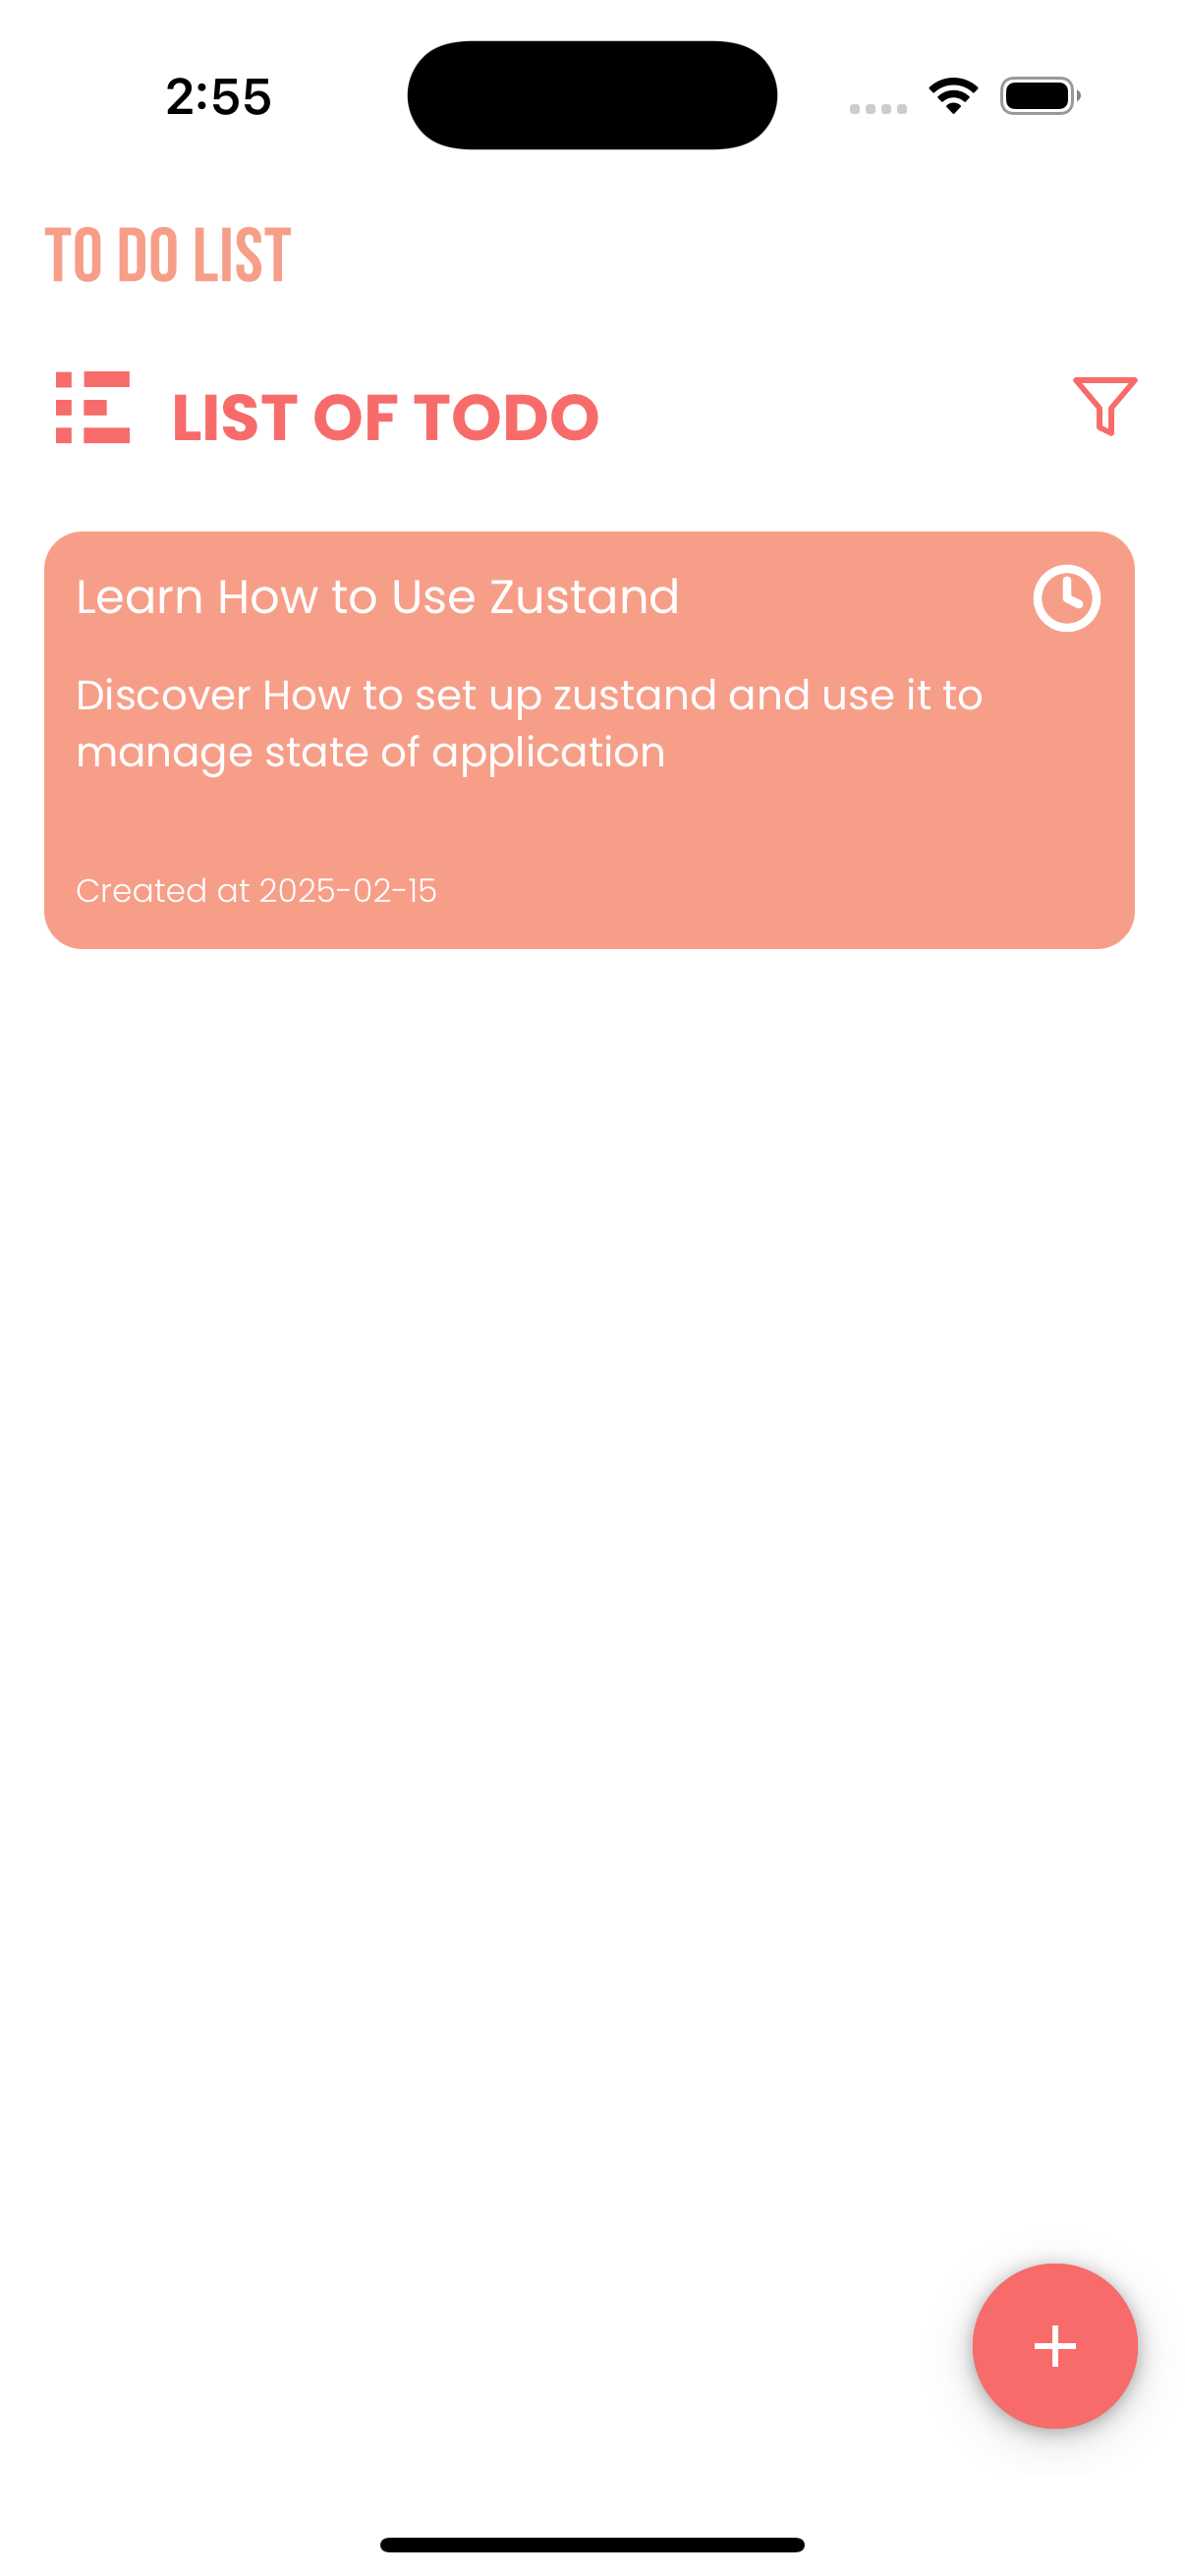 2:55
TO DO LIST
LIST OF TODO
Learn How to Use Zustand
Discover How to set up zustand and use it to
manage state of application
Created at 2025-02-15